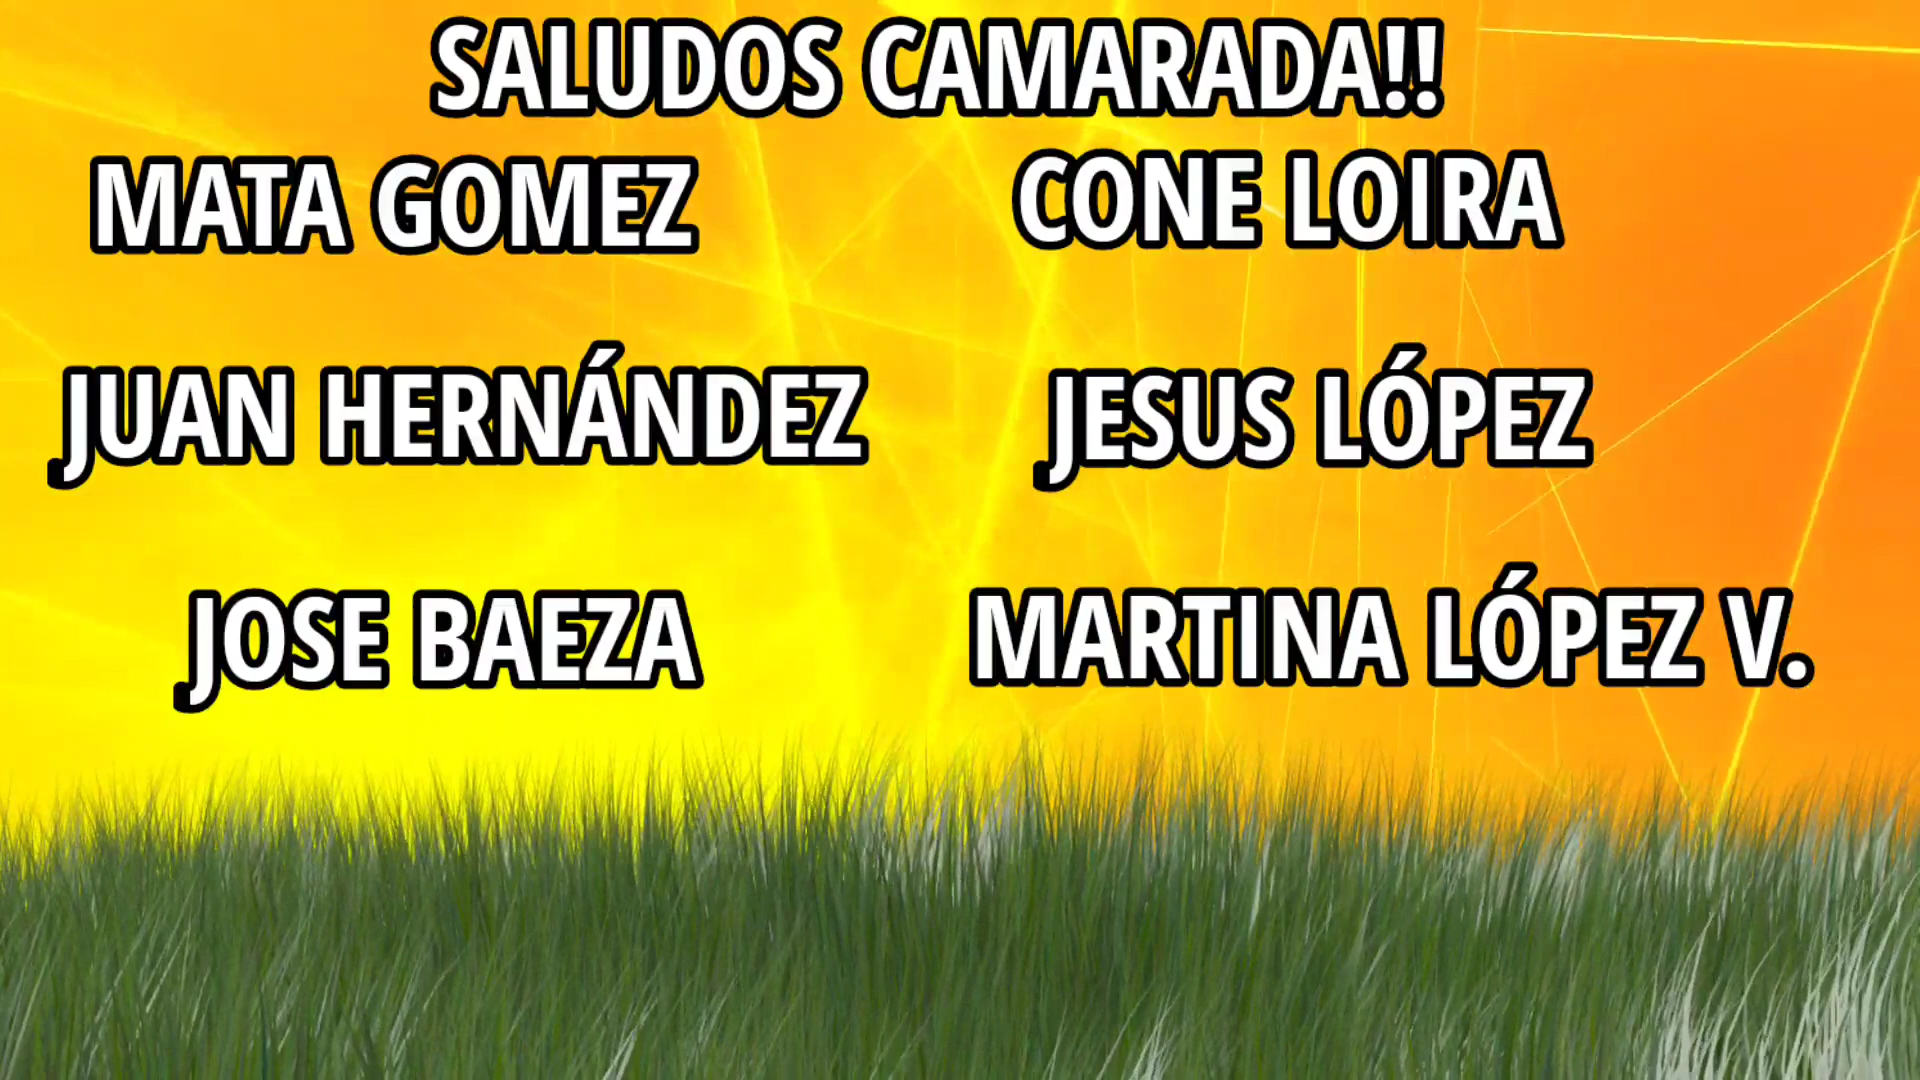 SALUDOS CAMARADA!!
MATA GOMEZ
CONE LOIRA
JUAN HERNÁNDEZ
JESUS LÓPEZ
JOSE BAEZA
MARTINA LÓPEZ V.